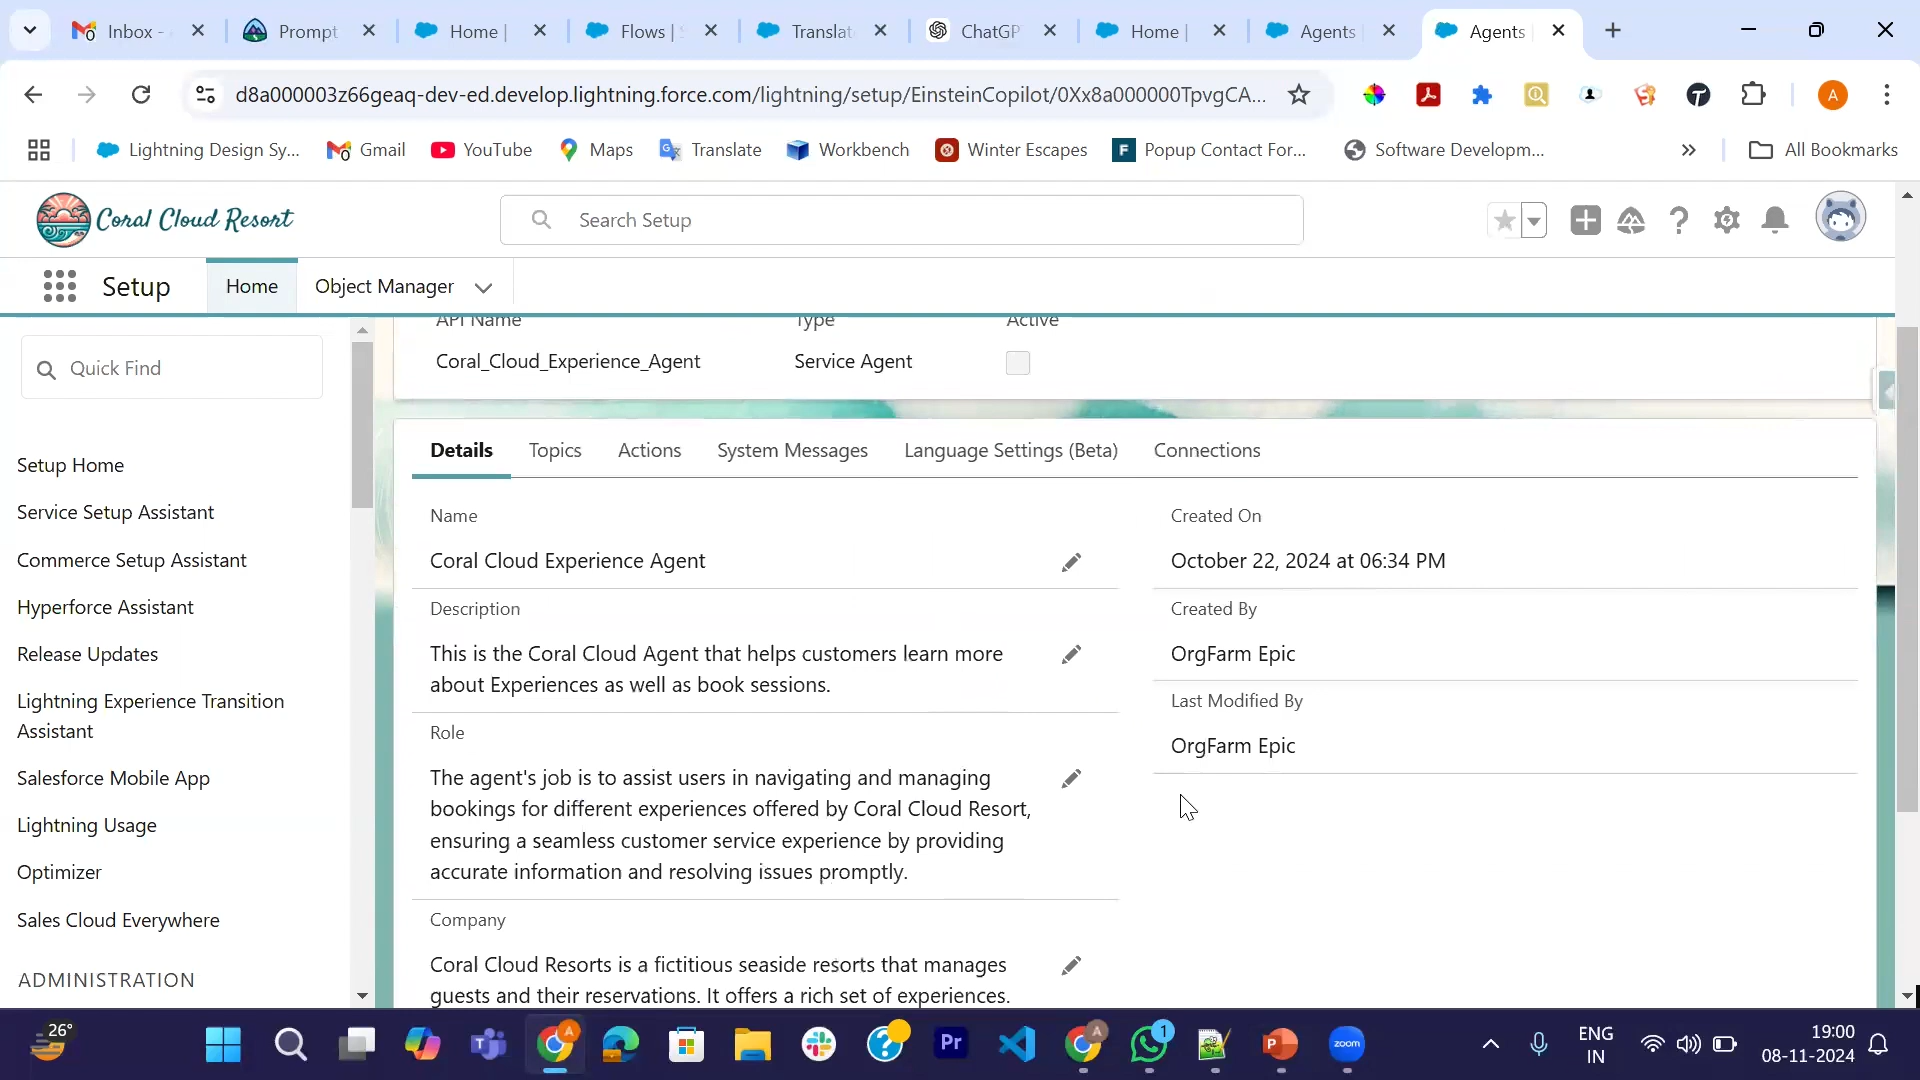 Inbox -
Prompt
Home |
Flows | S
Translat
ChatGP
Home |
Agents
Agents
d8a000003z66geaq-dev-ed.develop.lightning.force.com/lightning/setup/EinsteinCopilot/0Xx8a000000TpvgCA...
A
Lightning Design Sy...
Gmail
YouTube
Maps
Translate
Workbench
Winter Escapes
F Popup Contact For...
Software Developm...
»
All Bookmarks
Coral Cloud Resort
Search Setup
Setup
Home
Object Manager
Quick Find
Setup Home
Service Setup Assistant
Commerce Setup Assistant
Hyperforce Assistant
Release Updates
Lightning Experience Transition
Assistant
Salesforce Mobile App
Lightning Usage
Optimizer
Sales Cloud Everywhere
ADMINISTRATION
API Name
Type
Active
Coral_Cloud_Experience_Agent
Service Agent
Details
Topics
Actions
System Messages
Language Settings (Beta)
Connections
Name
Coral Cloud Experience Agent
Description
This is the Coral Cloud Agent that helps customers learn more
about Experiences as well as book sessions.
Role
The agent's job is to assist users in navigating and managing
bookings for different experiences offered by Coral Cloud Resort,
ensuring a seamless customer service experience by providing
accurate information and resolving issues promptly.
Company
Coral Cloud Resorts is a fictitious seaside resorts that manages
guests and their reservations. It offers a rich set of experiences.
Created On
October 22, 2024 at 06:34 PM
Created By
OrgFarm Epic
Last Modified By
OrgFarm Epic
26°
Pr
1
zoom
ENG
IN
19:00
08-11-2024